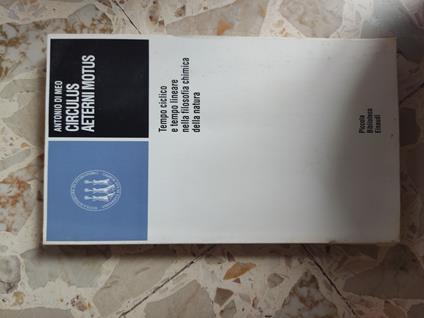 ANTONIO DI MEO
CIRCULUS
AETERNI MOTUS
Tempo ciclico
e tempo lineare
nella filosofia chimica
della natura
Piccola
Biblioteca
Einaudi